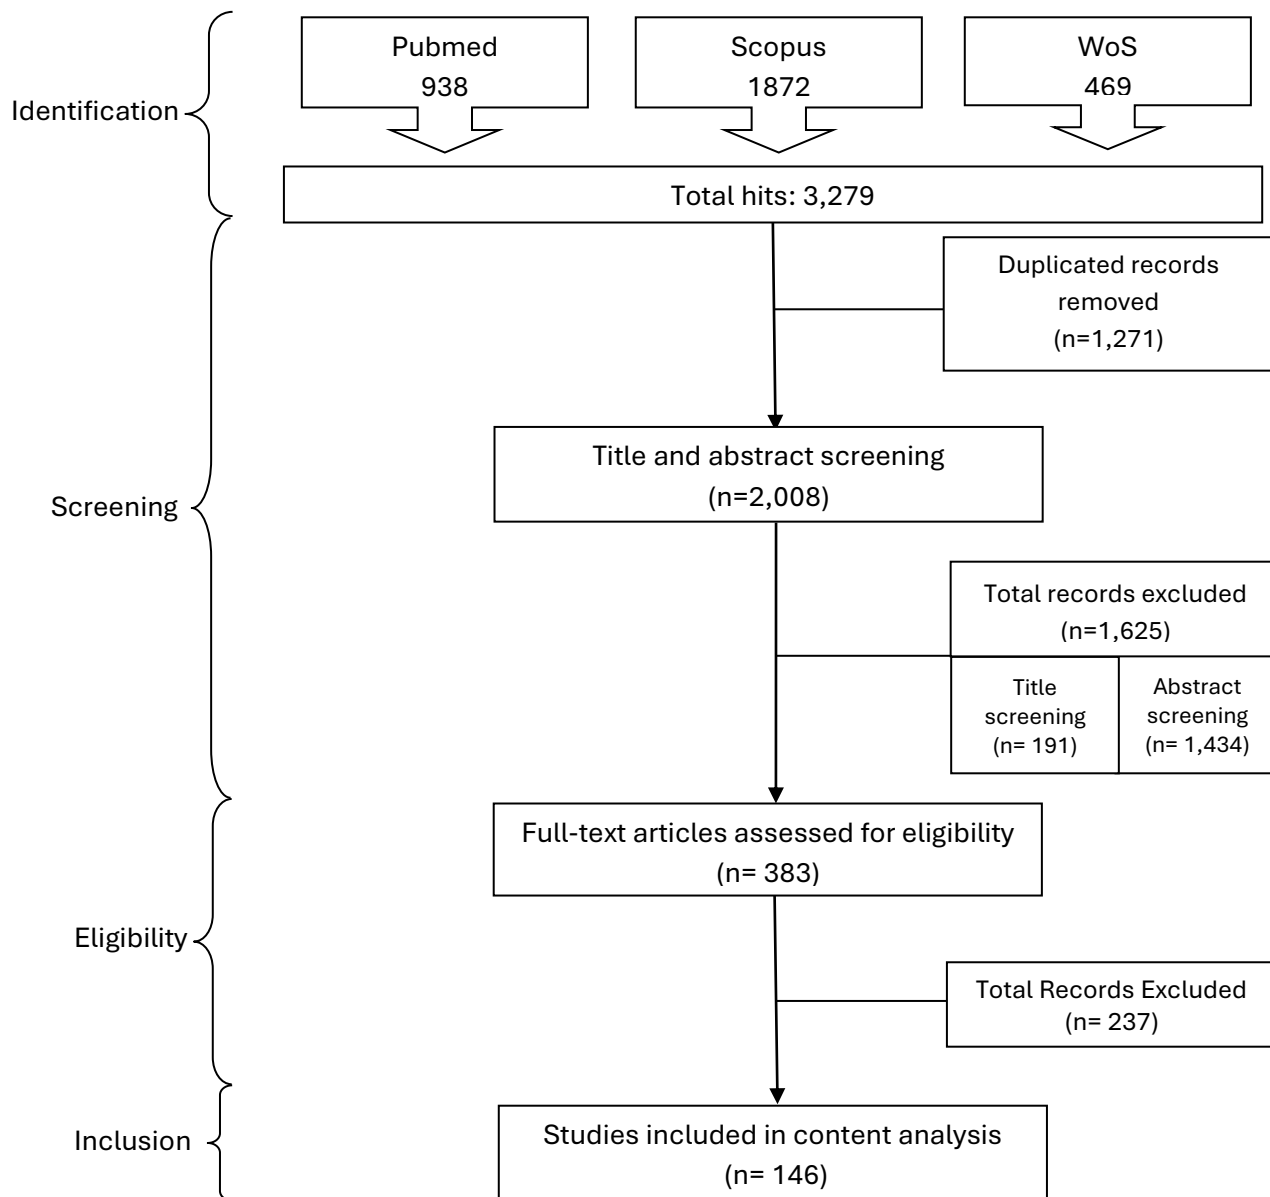 Pubmed
938
Scopus
1872
WoS
469
Identification
Total hits: 3,279
Duplicated records
removed
(n=1,271)
Title and abstract screening
(n=2,008)
Screening
Total records excluded
(n=1,625)
Title
screening
(n= 191)
Abstract
screening
(n= 1,434)
Full-text articles assessed for eligibility
(n= 383)
Eligibility
Total Records Excluded
(n= 237)
Inclusion
Studies included in content analysis
(n= 146)